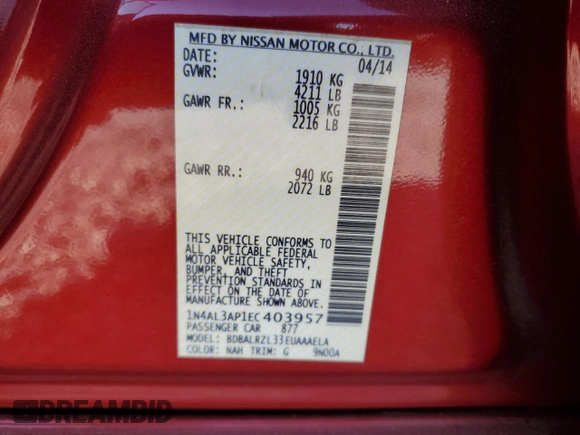 MFD BY NISSAN MOTOR CO., LTD.
DATE: 04/14
GVWR: 1910 KG
4211 LB
GAWR FR.: 1005 KG
2216 LB
GAWR RR.: 940 KG
2072 LB
THIS VEHICLE CONFORMS TO
ALL APPLICABLE FEDERAL
MOTOR VEHICLE SAFETY,
BUMPER, AND THEFT
PREVENTION STANDARDS IN
EFFECT ON THE DATE OF
MANUFACTURE SHOWN ABOVE.
1N4AL3AP1EC403957
PASSENGER CAR 877
MODEL: BDBALRZL33EUAAAELA
COLOR: NAH TRIM: G 9N00A
DREAMBID